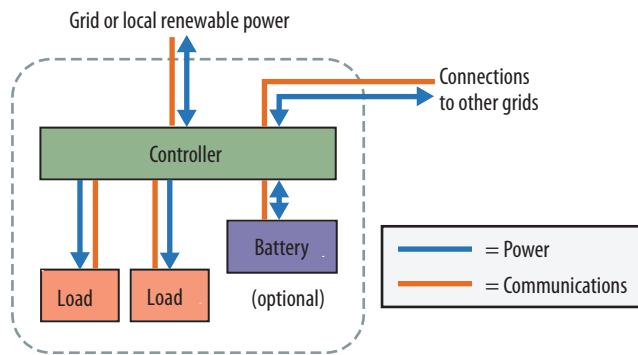 Grid or local renewable power
Connections
to other grids
Controller
Battery
Load
Load
(optional)
= Power
= Communications